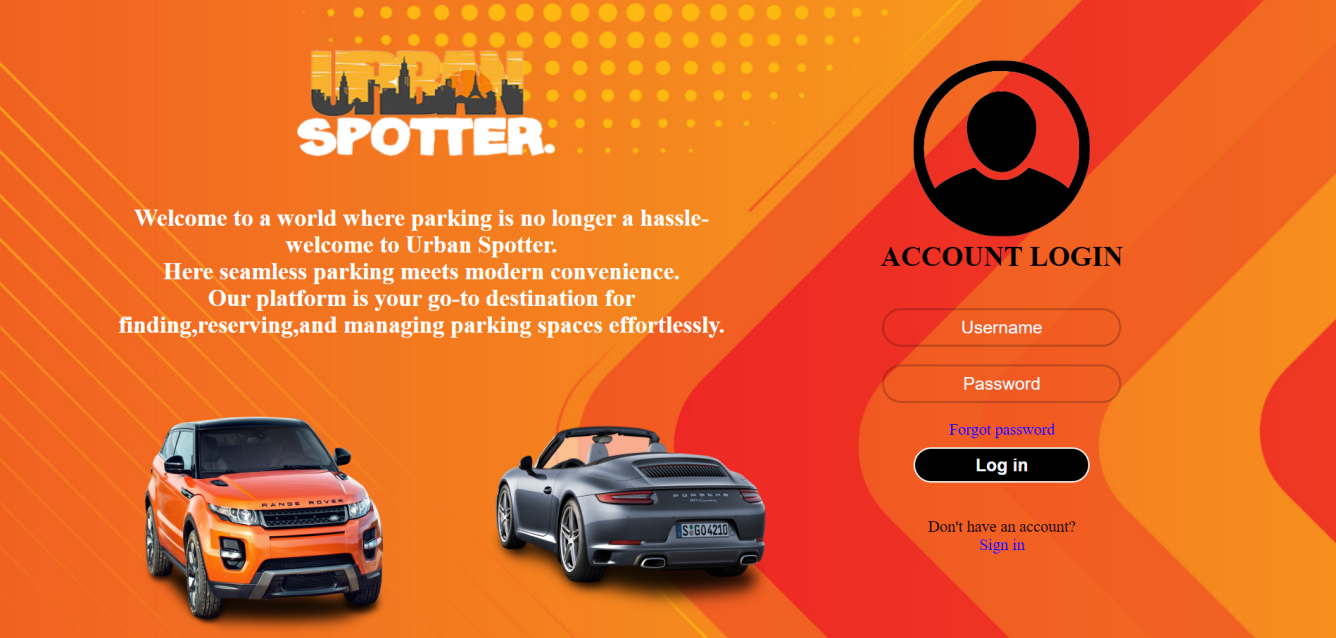 URBAN
SPOTTER.
Welcome to a world where parking is no longer a hassle-
welcome to Urban Spotter.
Here seamless parking meets modern convenience.
Our platform is your go-to destination for
finding,reserving,and managing parking spaces effortlessly.
RANGE ROVER
PORSCHE
S GO4210
ACCOUNT LOGIN
Username
Password
Forgot password
Log in
Don't have an account?
Sign in